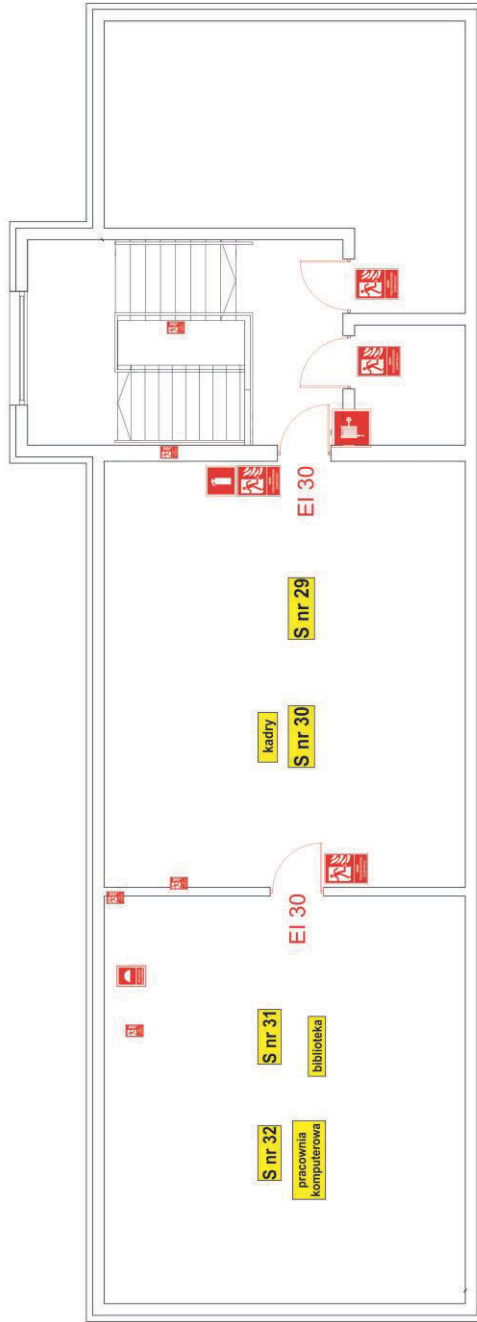 EI 30
S nr 29
kadry
S nr 30
EI 30
S nr 31
biblioteka
S nr 32
pracownia
komputerowa